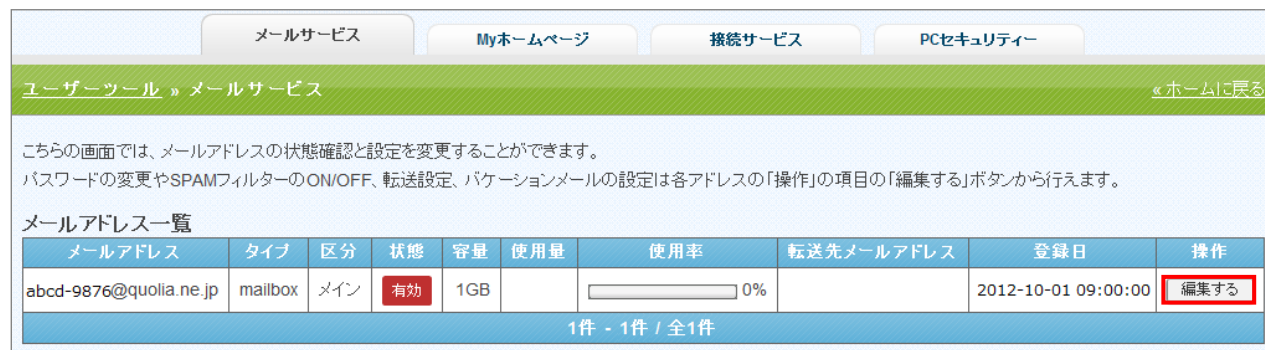 メールサービス Myホームページ 接続サービス PCセキュリティー
ユーザーツール » メールサービス «ホームに戻る
こちらの画面では、メールアドレスの状態確認と設定を変更することができます。
パスワードの変更やSPAMフィルターのON/OFF、転送設定、バケーションメールの設定は各アドレスの「操作」の項目の「編集する」ボタンから行えます。
メールアドレス一覧
メールアドレス タイプ 区分 状態 容量 使用量 使用率 転送先メールアドレス 登録日 操作
abcd-9876@quolia.ne.jp mailbox メイン 有効 1GB 0% 2012-10-01 09:00:00 編集する
1件 - 1件 / 全1件